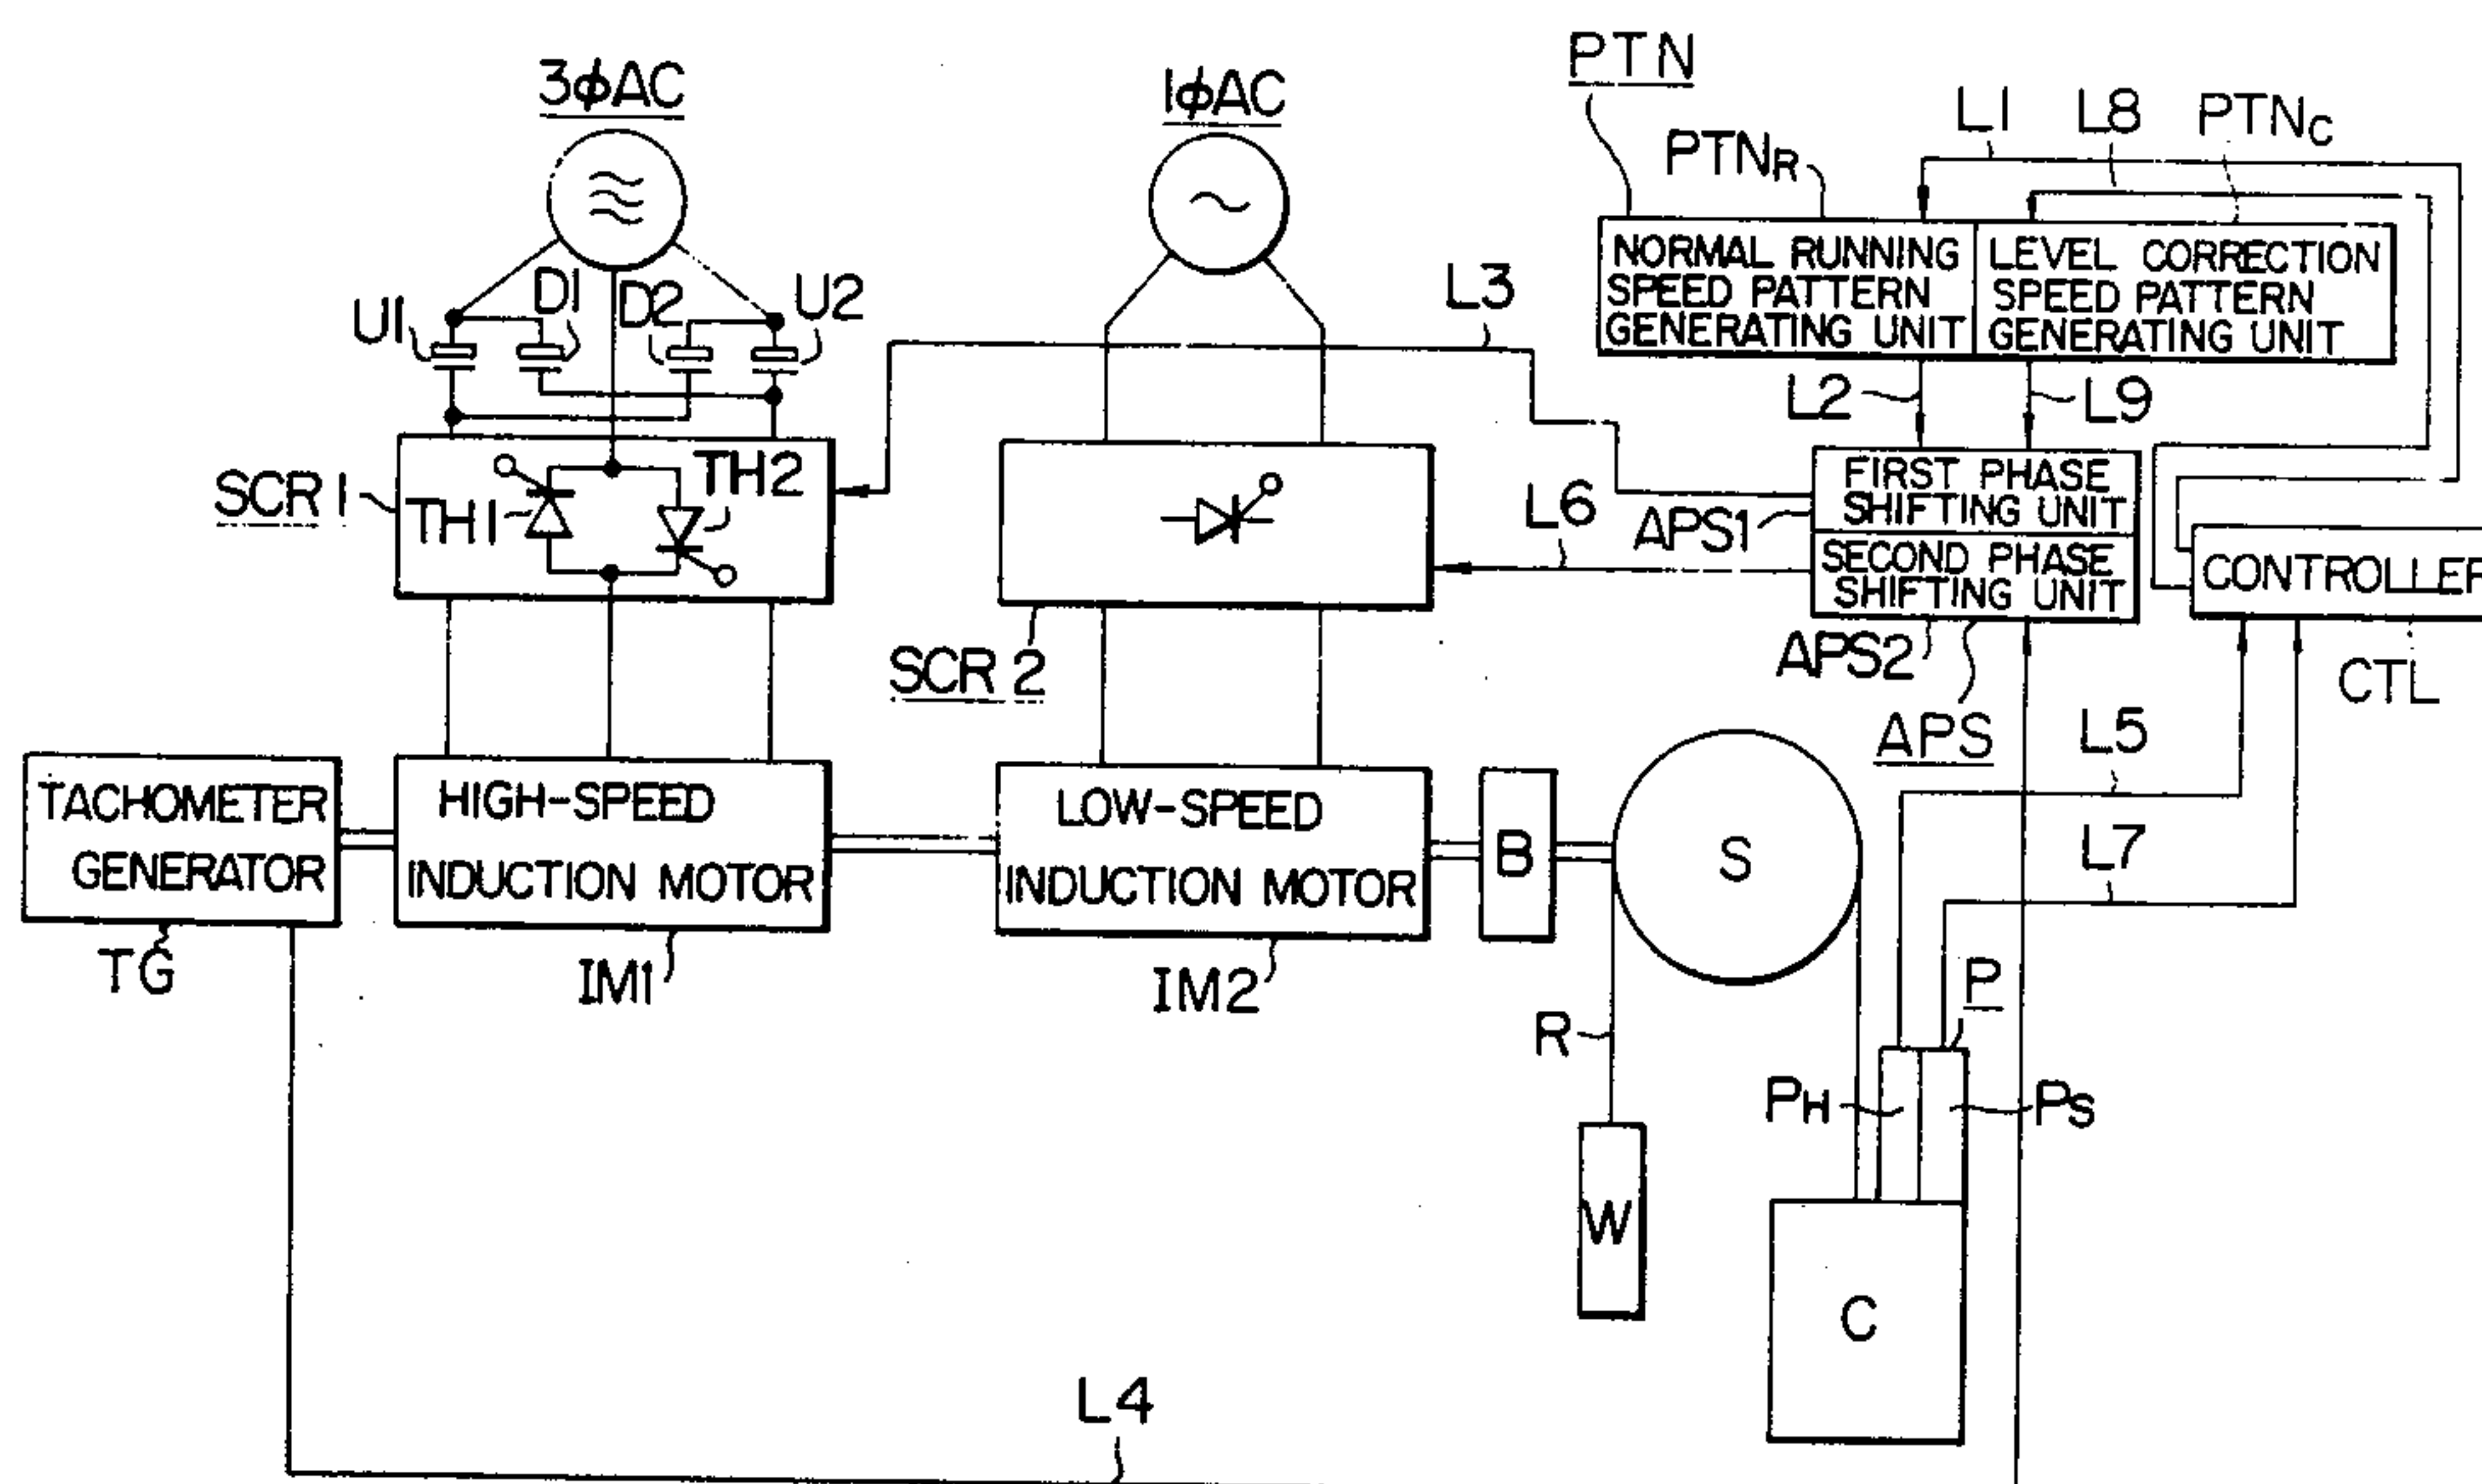 3φAC
1φAC
PTN
PTNR
L1
L8
PTNC
NORMAL RUNNING
SPEED PATTERN
GENERATING UNIT
LEVEL CORRECTION
SPEED PATTERN
GENERATING UNIT
U1
D1
D2
U2
L3
L2
L9
SCR 1
TH1
TH2
L6
APS1
FIRST PHASE
SHIFTING UNIT
SECOND PHASE
SHIFTING UNIT
CONTROLLER
SCR 2
APS2
APS
CTL
L5
L7
TACHOMETER
GENERATOR
HIGH-SPEED
INDUCTION MOTOR
LOW-SPEED
INDUCTION MOTOR
B
S
TG
IM1
IM2
R
P
PH
PS
W
C
L4